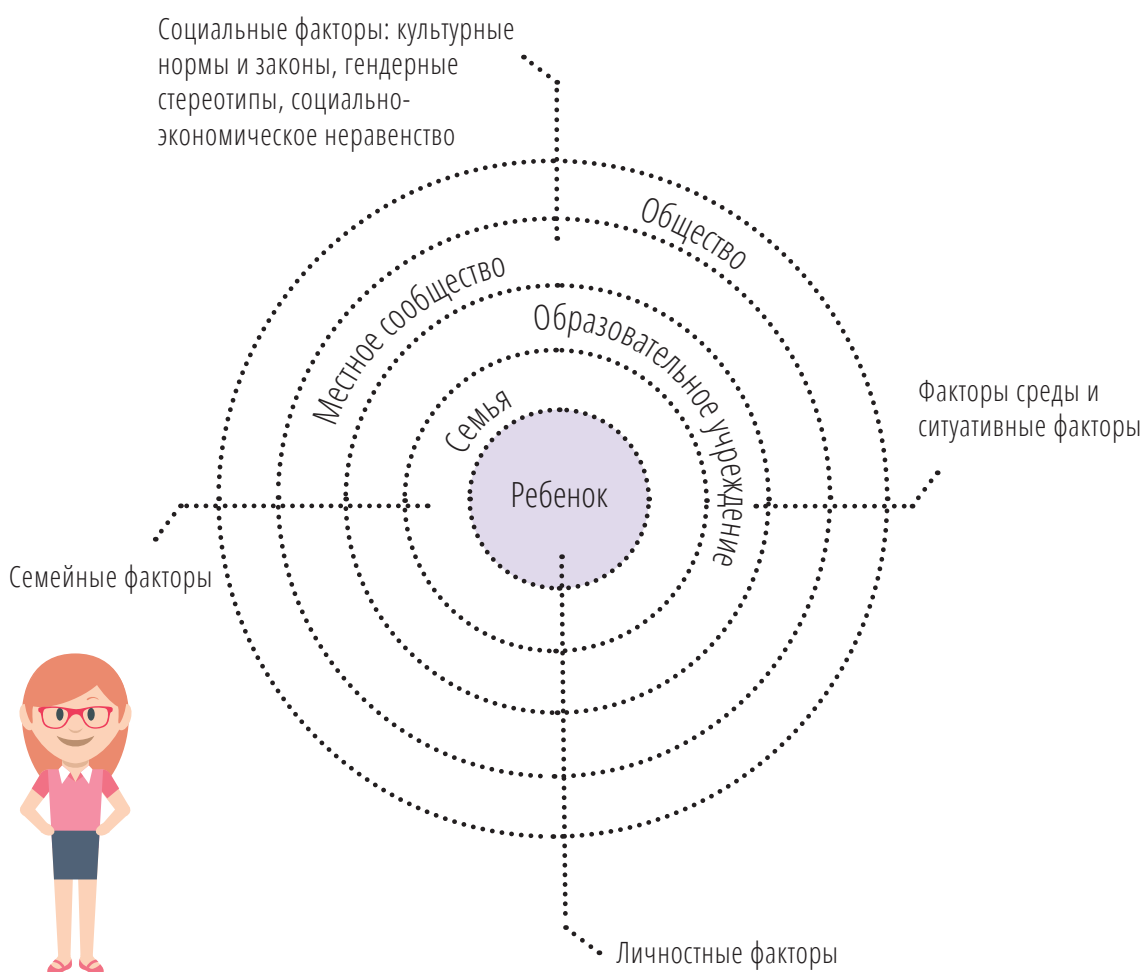 Социальные факторы: культурные
нормы и законы, гендерные
стереотипы, социально-
экономическое неравенство
Общество
Местное сообщество
Образовательное учреждение
Семья
Ребенок
Факторы среды и
ситуативные факторы
Семейные факторы
Личностные факторы